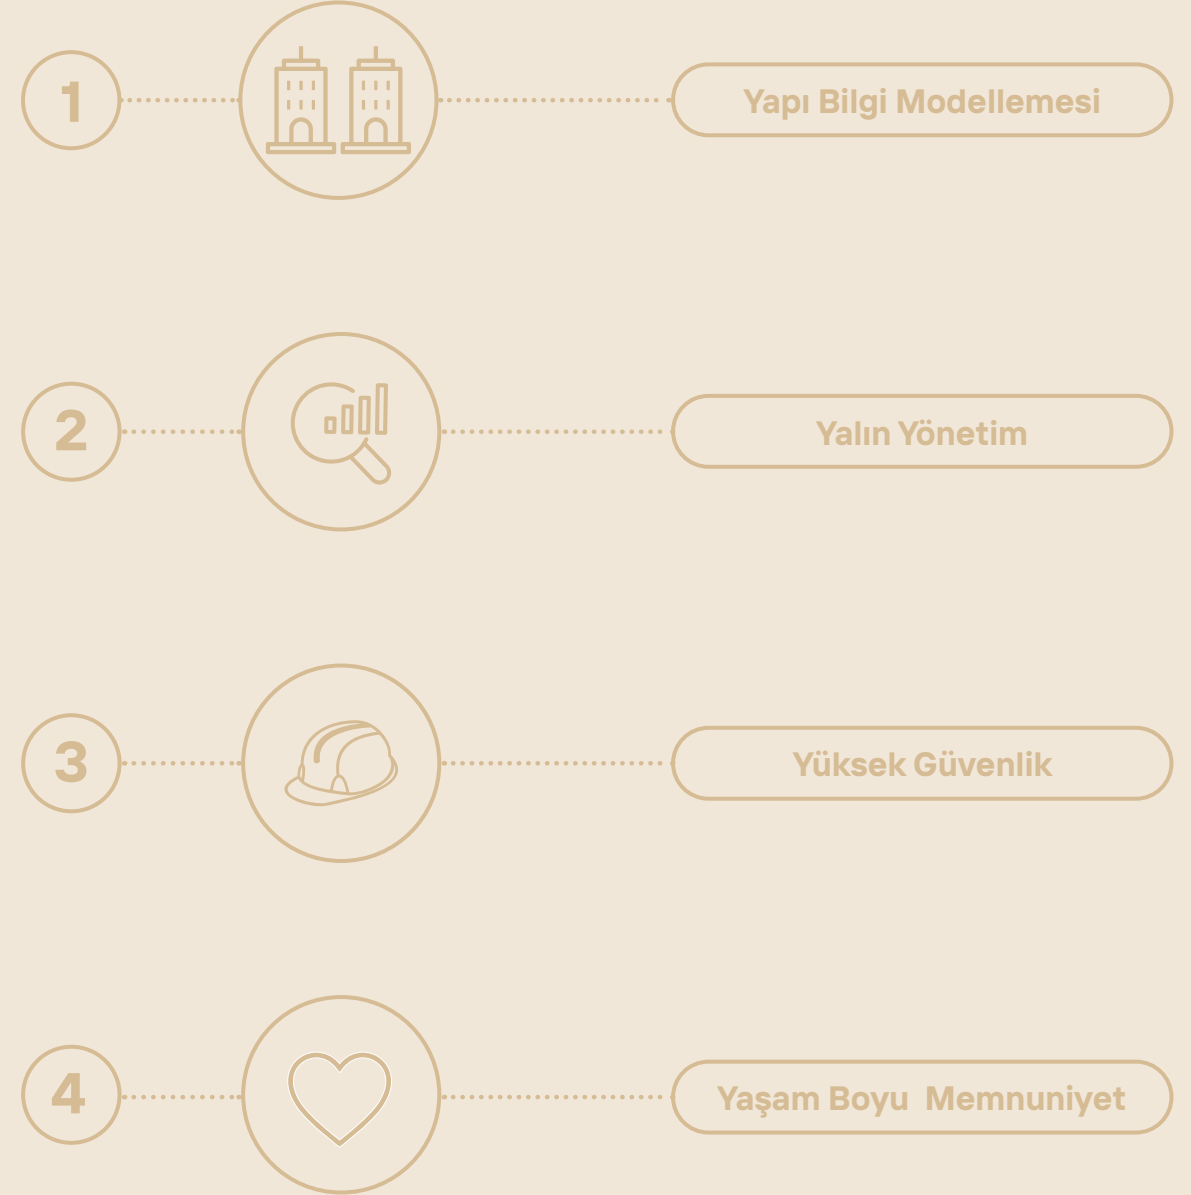 1
Yapı Bilgi Modellemesi
2
Yalın Yönetim
3
Yüksek Güvenlik
4
Yaşam Boyu  Memnuniyet